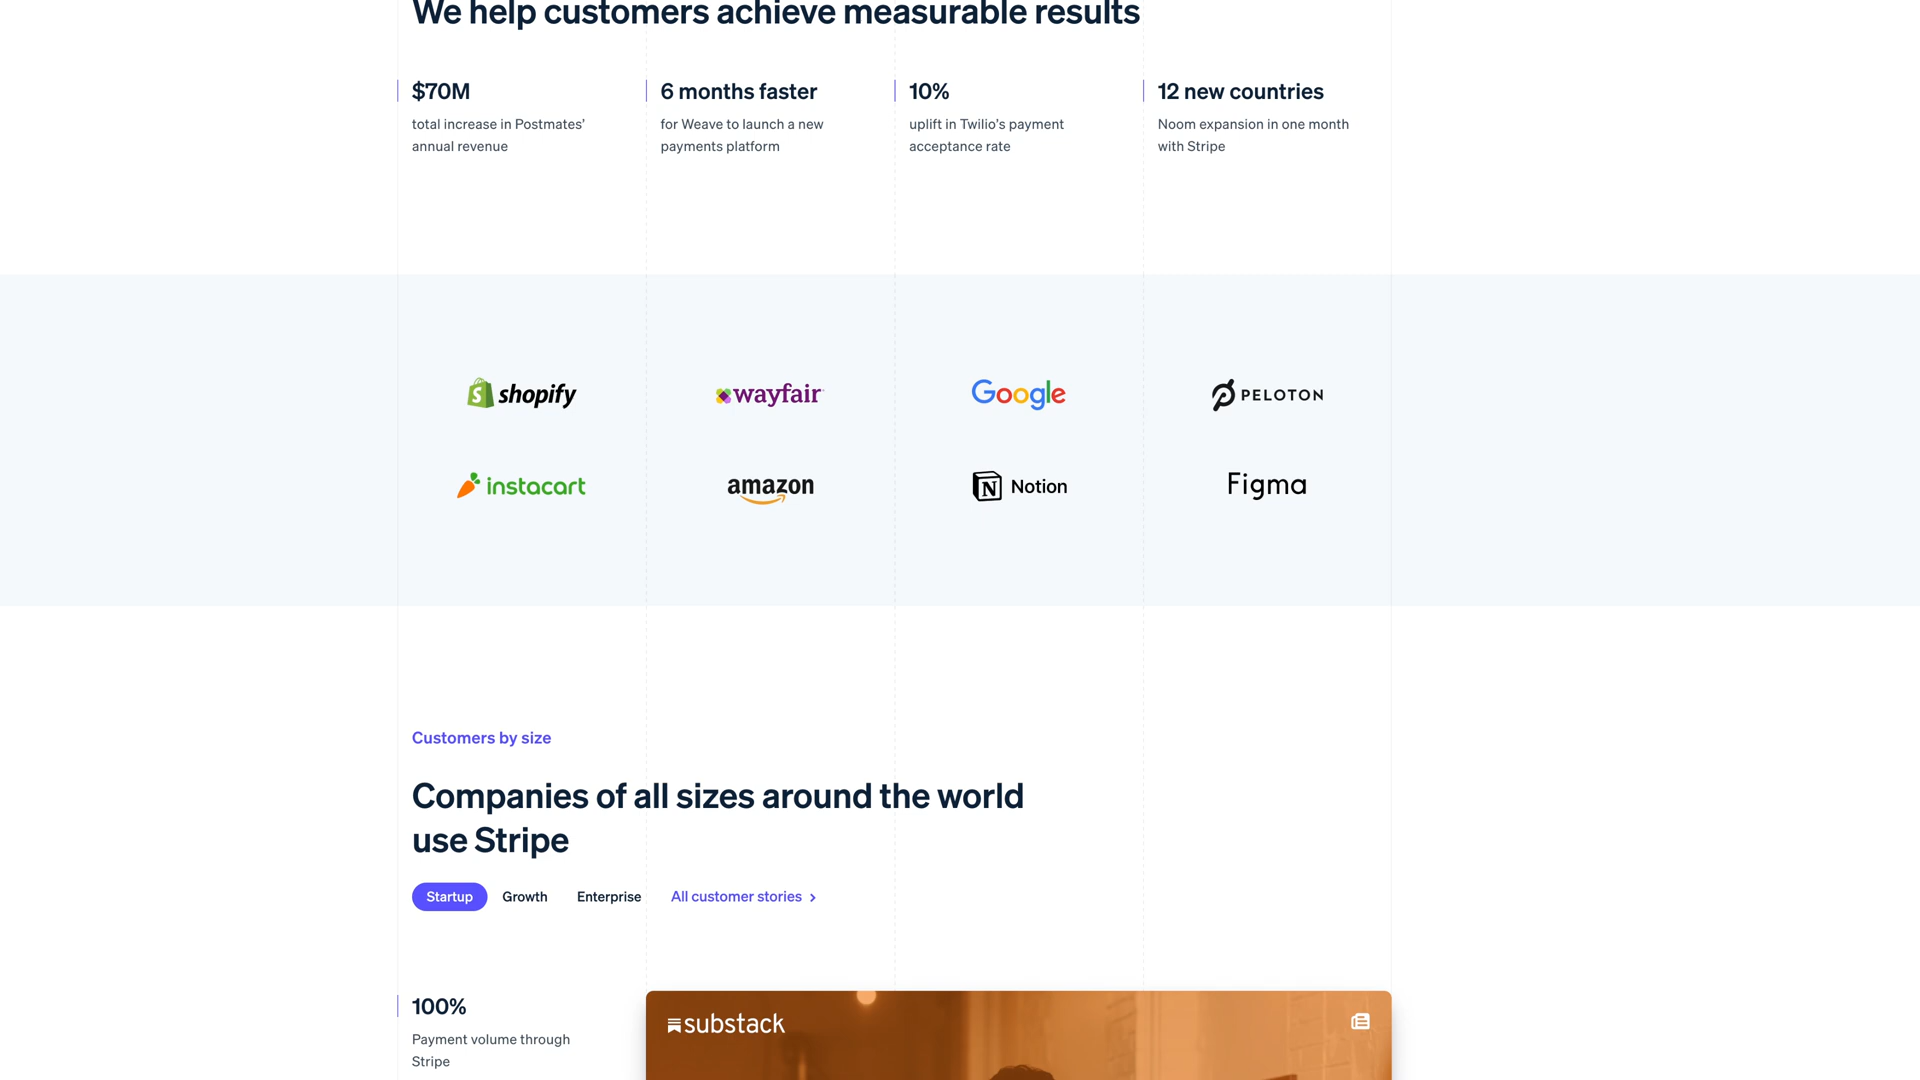 We help customers achieve measurable results
$70M
total increase in Postmates’
annual revenue
6 months faster
for Weave to launch a new
payments platform
10%
uplift in Twilio’s payment
acceptance rate
12 new countries
Noom expansion in one month
with Stripe
shopify
wayfair
Google
PELOTON
instacart
amazon
Notion
Figma
Customers by size
Companies of all sizes around the world
use Stripe
Startup
Growth
Enterprise
All customer stories
100%
Payment volume through
Stripe
substack